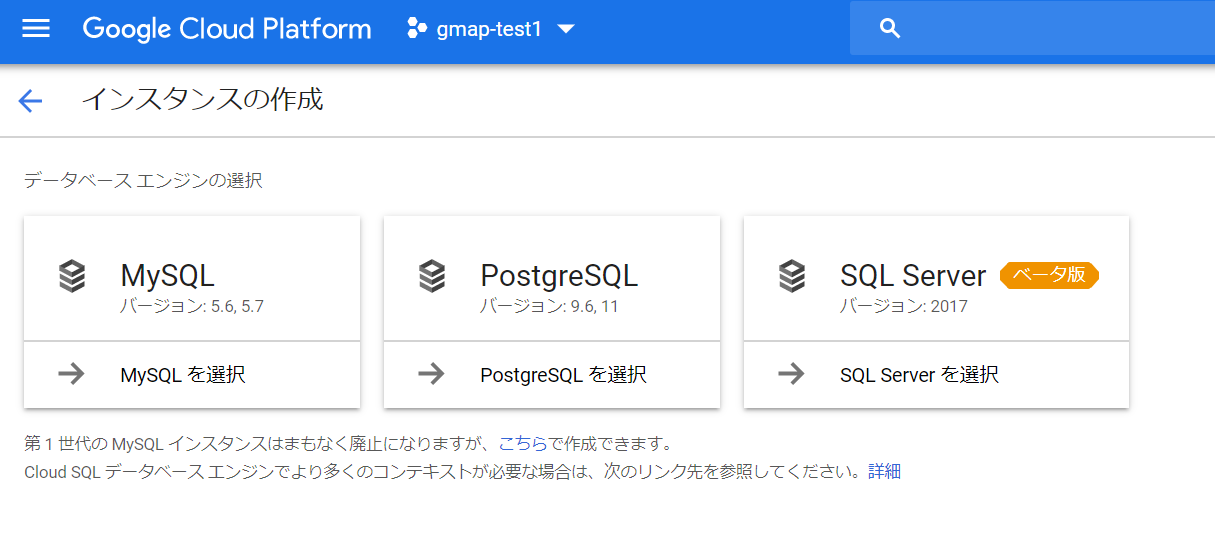 Google Cloud Platform gmap-test1
インスタンスの作成
データベース エンジンの選択
MySQL
バージョン: 5.6, 5.7
MySQL を選択
PostgreSQL
バージョン: 9.6, 11
PostgreSQL を選択
SQL Server ベータ版
バージョン: 2017
SQL Server を選択
第 1 世代の MySQL インスタンスはまもなく廃止になりますが、こちらで作成できます。
Cloud SQL データベース エンジンでより多くのコンテキストが必要な場合は、次のリンク先を参照してください。詳細